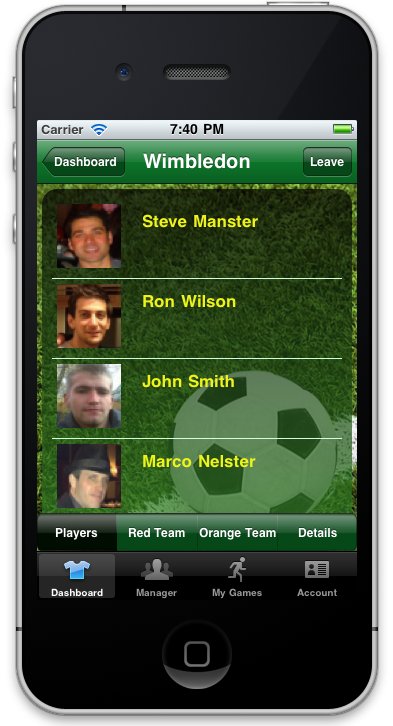 Carrier 7:40 PM
Dashboard Wimbledon Leave
Steve Manster
Ron Wilson
John Smith
Marco Nelster
Players Red Team Orange Team Details
Dashboard Manager My Games Account